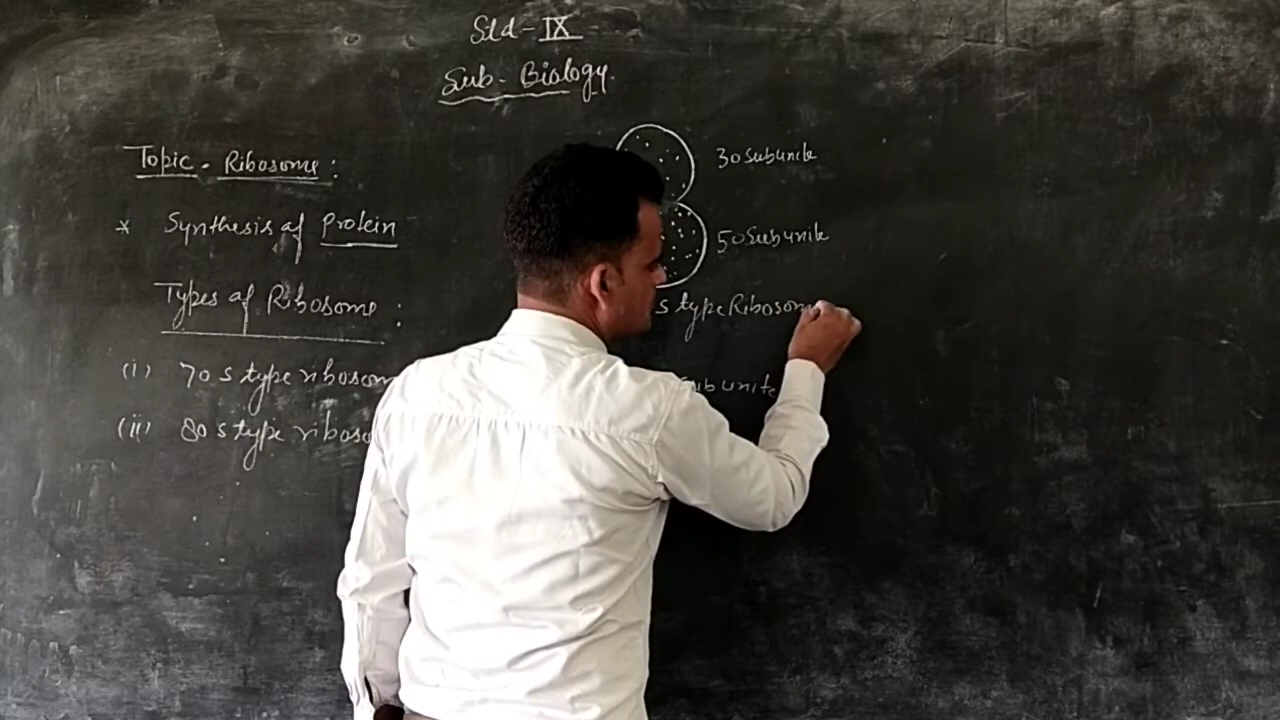 Std - IX
Sub - Biology.
Topic - Ribosome :
* Synthesis of Protein
Types of Ribosome :
(i) 70 s type ribosom
(ii) 80 s type riboso
30 Subunite
50 Subunite
s type Ribosom
Subunite